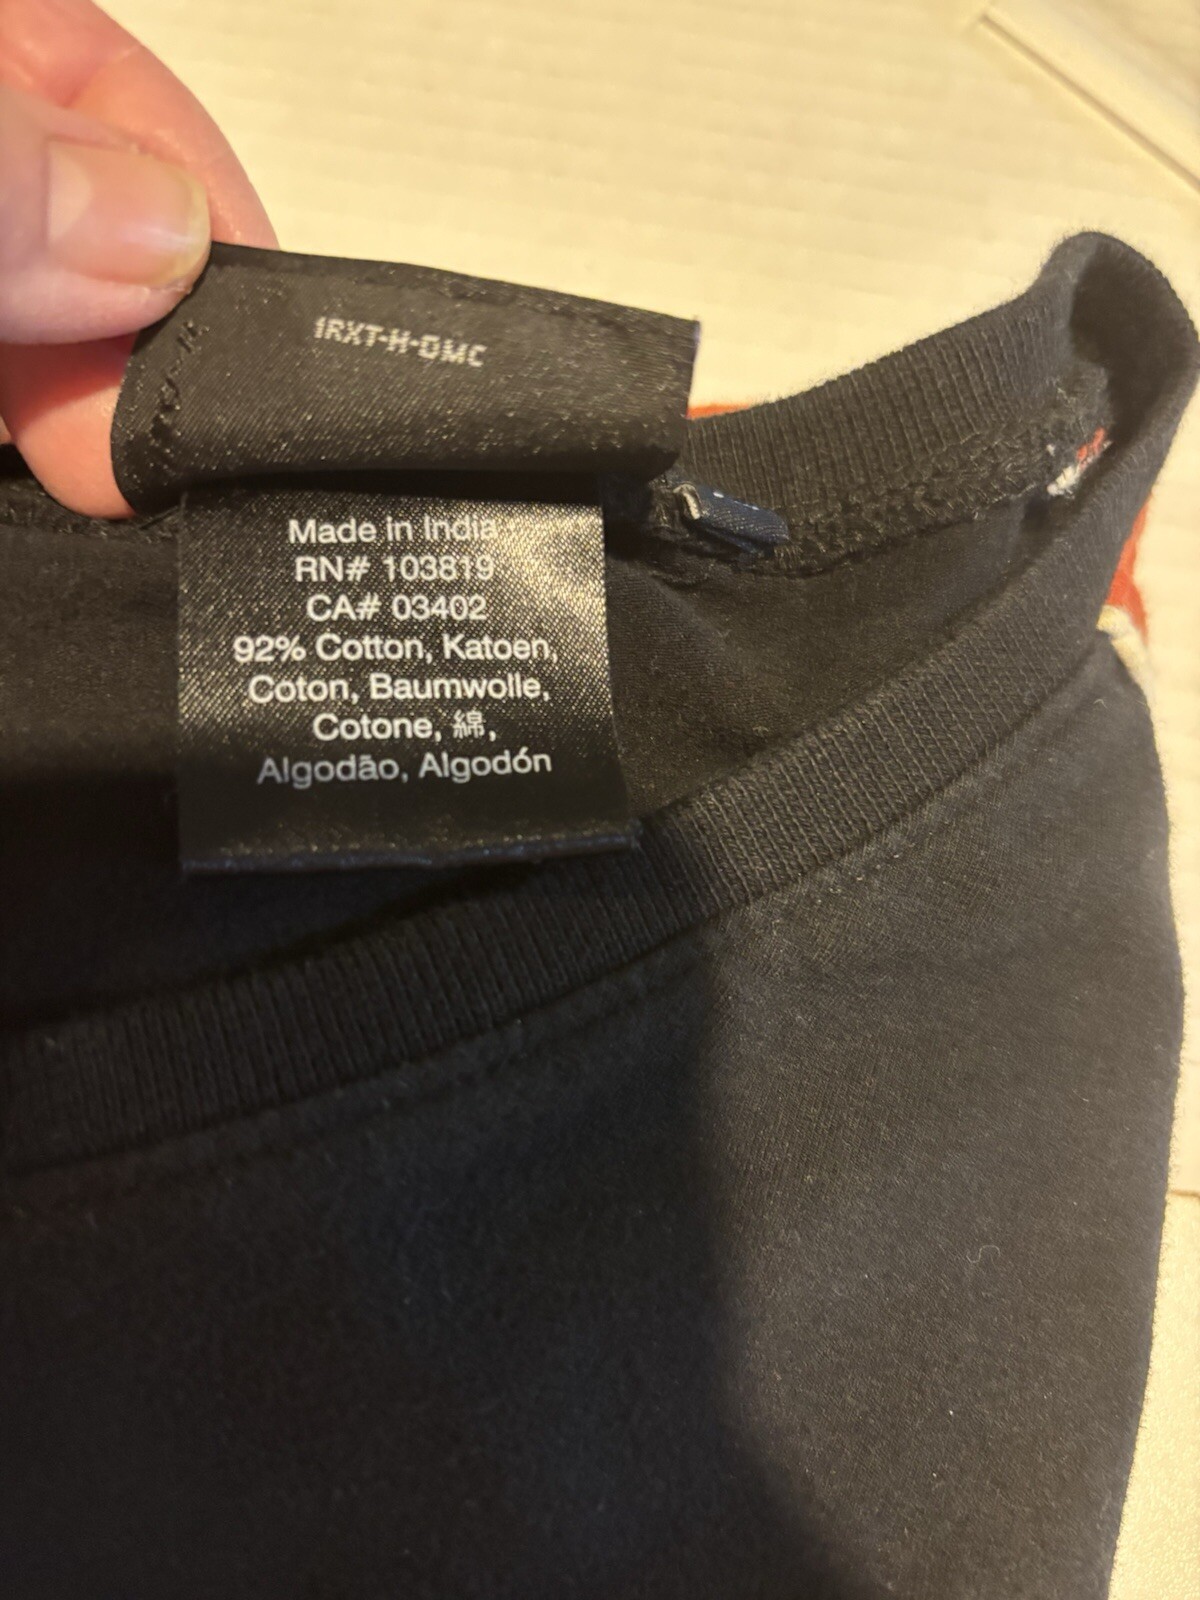 1RXT-H-DMC
Made in India
RN# 103819
CA# 03402
92% Cotton, Katoen,
Coton, Baumwolle,
Cotone, 綿,
Algodão, Algodón